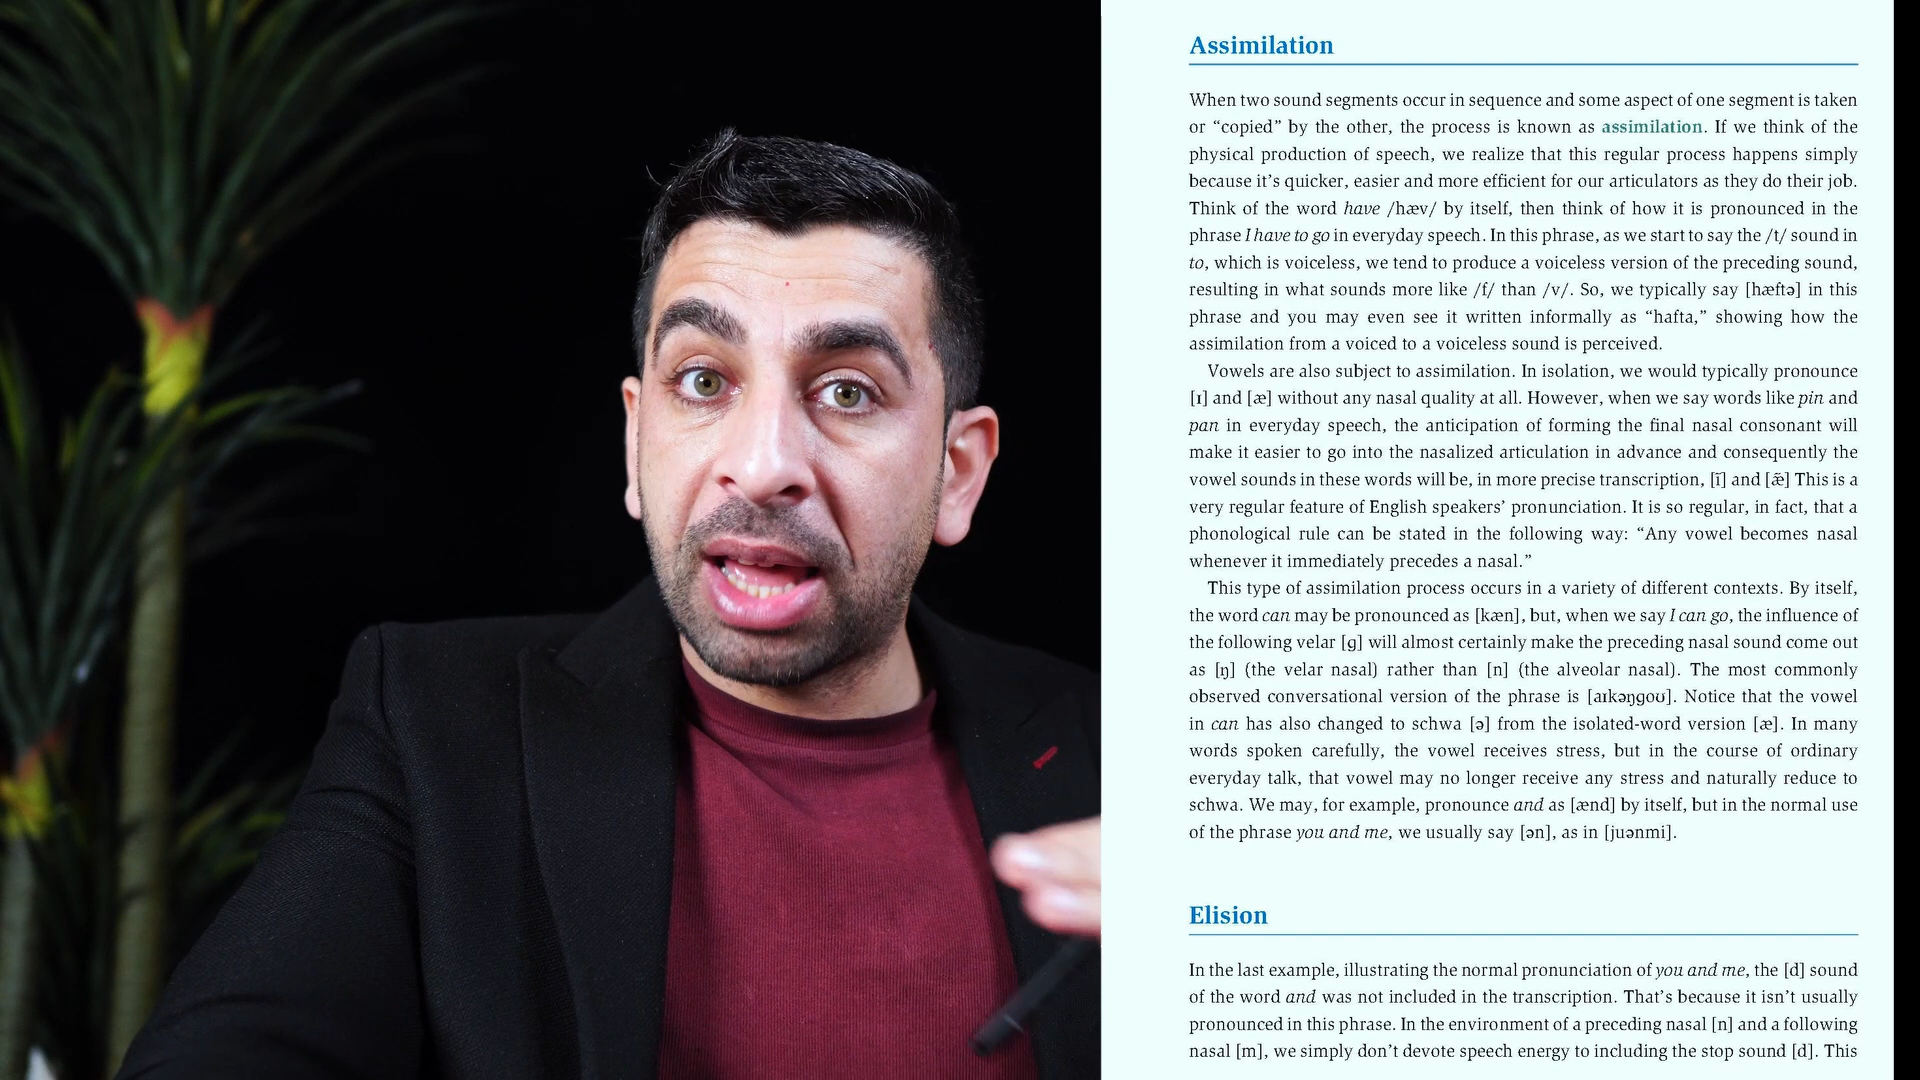 Assimilation
When two sound segments occur in sequence and some aspect of one segment is taken
or “copied” by the other, the process is known as assimilation. If we think of the
physical production of speech, we realize that this regular process happens simply
because it’s quicker, easier and more efficient for our articulators as they do their job.
Think of the word have /hæv/ by itself, then think of how it is pronounced in the
phrase I have to go in everyday speech. In this phrase, as we start to say the /t/ sound in
to, which is voiceless, we tend to produce a voiceless version of the preceding sound,
resulting in what sounds more like /f/ than /v/. So, we typically say [hæftə] in this
phrase and you may even see it written informally as “hafta,” showing how the
assimilation from a voiced to a voiceless sound is perceived.
Vowels are also subject to assimilation. In isolation, we would typically pronounce
[ɪ] and [æ] without any nasal quality at all. However, when we say words like pin and
pan in everyday speech, the anticipation of forming the final nasal consonant will
make it easier to go into the nasalized articulation in advance and consequently the
vowel sounds in these words will be, in more precise transcription, [ɪ̃] and [æ̃] This is a
very regular feature of English speakers’ pronunciation. It is so regular, in fact, that a
phonological rule can be stated in the following way: “Any vowel becomes nasal
whenever it immediately precedes a nasal.”
This type of assimilation process occurs in a variety of different contexts. By itself,
the word can may be pronounced as [kæn], but, when we say I can go, the influence of
the following velar [ɡ] will almost certainly make the preceding nasal sound come out
as [ŋ] (the velar nasal) rather than [n] (the alveolar nasal). The most commonly
observed conversational version of the phrase is [aɪkəŋɡoʊ]. Notice that the vowel
in can has also changed to schwa [ə] from the isolated-word version [æ]. In many
words spoken carefully, the vowel receives stress, but in the course of ordinary
everyday talk, that vowel may no longer receive any stress and naturally reduce to
schwa. We may, for example, pronounce and as [ænd] by itself, but in the normal use
of the phrase you and me, we usually say [ən], as in [juənmi].
Elision
In the last example, illustrating the normal pronunciation of you and me, the [d] sound
of the word and was not included in the transcription. That’s because it isn’t usually
pronounced in this phrase. In the environment of a preceding nasal [n] and a following
nasal [m], we simply don’t devote speech energy to including the stop sound [d]. This